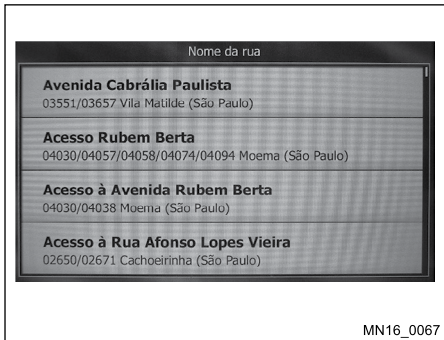 Nome da rua
Avenida Cabrália Paulista
03551/03657 Vila Matilde (São Paulo)
Acesso Rubem Berta
04030/04057/04058/04074/04094 Moema (São Paulo)
Acesso à Avenida Rubem Berta
04030/04038 Moema (São Paulo)
Acesso à Rua Afonso Lopes Vieira
02650/02671 Cachoeirinha (São Paulo)
MN16_0067